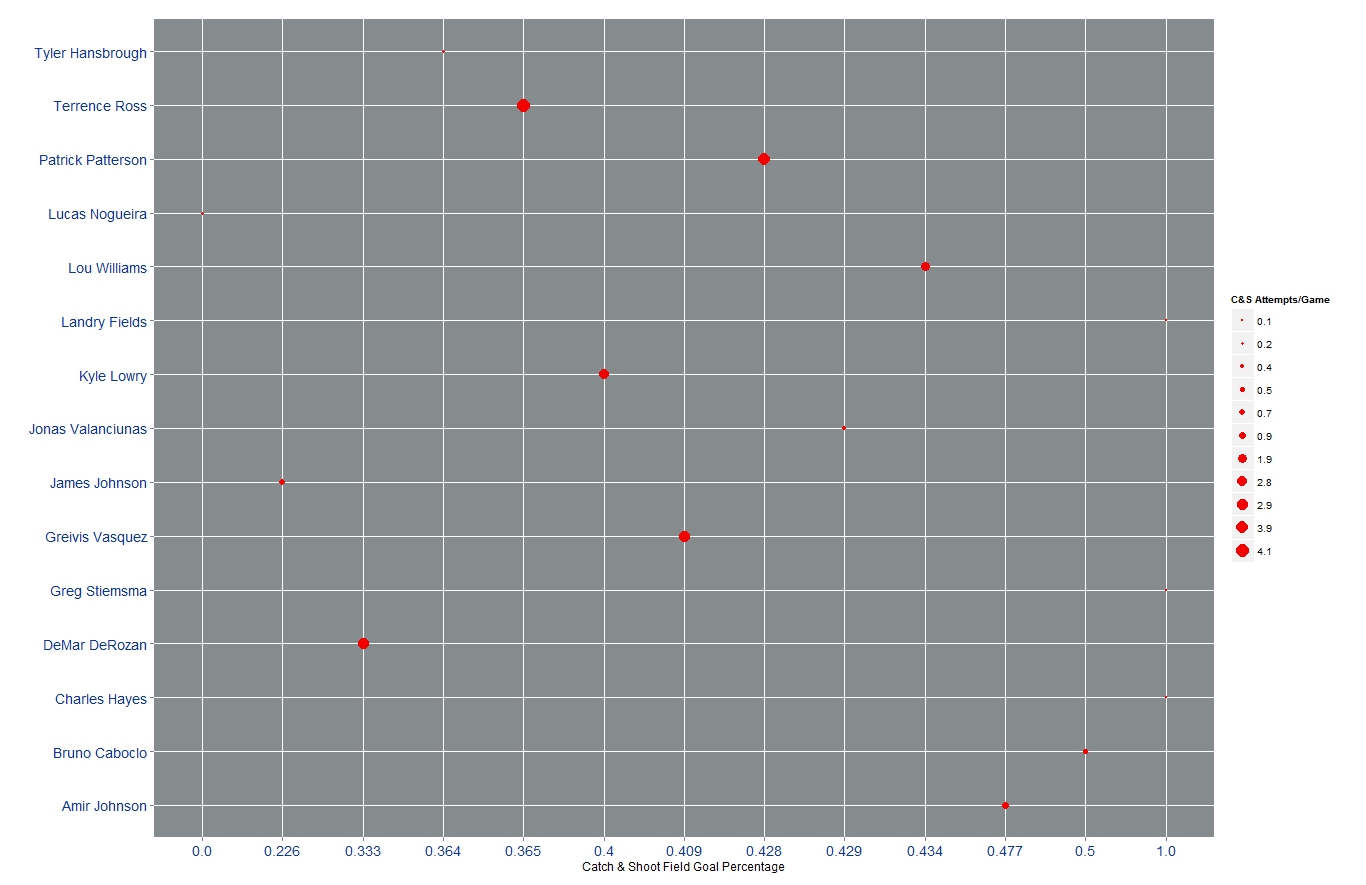 Tyler Hansbrough
Terrence Ross
Patrick Patterson
Lucas Nogueira
Lou Williams
Landry Fields
Kyle Lowry
Jonas Valanciunas
James Johnson
Greivis Vasquez
Greg Stiemsma
DeMar DeRozan
Charles Hayes
Bruno Caboclo
Amir Johnson
0.0 0.226 0.333 0.364 0.365 0.4 0.409 0.428 0.429 0.434 0.477 0.5 1.0
Catch & Shoot Field Goal Percentage
C&S Attempts/Game
0.1
0.2
0.4
0.5
0.7
0.9
1.9
2.8
2.9
3.9
4.1